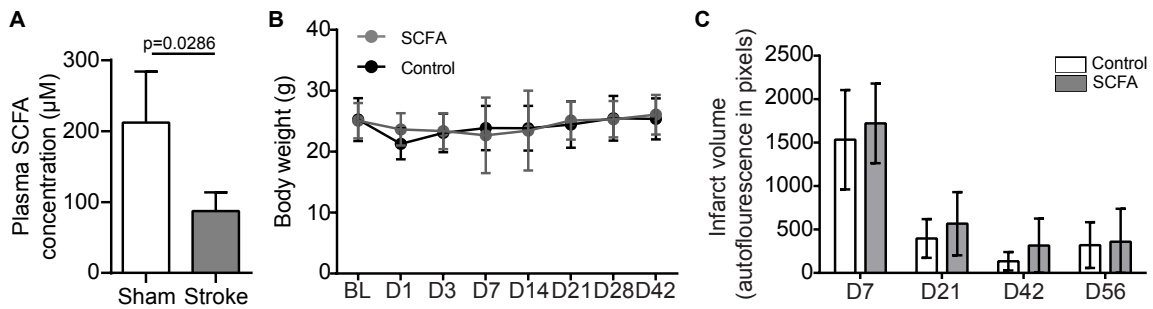 A
p=0.0286
Plasma SCFA
concentration (µM)
300
200
100
0
Sham Stroke
B
Body weight (g)
40
30
20
10
0
SCFA
Control
BL D1 D3 D7 D14 D21 D28 D42
C
Infarct volume
(autoflourescence in pixels)
2500
2000
1500
1000
500
0
Control
SCFA
D7 D21 D42 D56